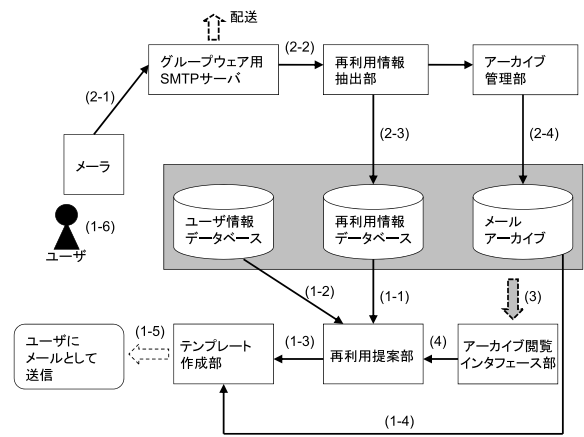 配送
グループウェア用
SMTPサーバ
(2-2)
再利用情報
抽出部
アーカイブ
管理部
(2-1)
(2-3)
(2-4)
メーラ
(1-6)
ユーザ
ユーザ情報
データベース
再利用情報
データベース
メール
アーカイブ
(1-2)
(1-1)
(3)
ユーザに
メールとして
送信
(1-5)
テンプレート
作成部
(1-3)
再利用提案部
(4)
アーカイブ閲覧
インタフェース部
(1-4)